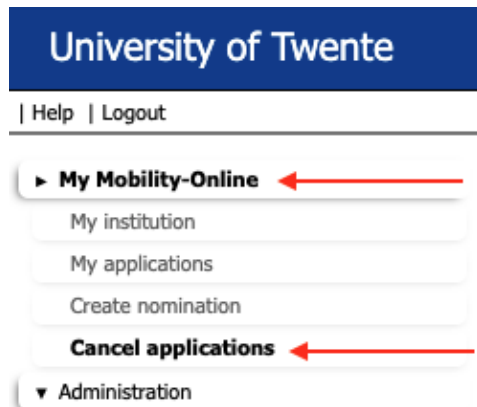 University of Twente
| Help | Logout
► My Mobility-Online
My institution
My applications
Create nomination
Cancel applications
▼ Administration